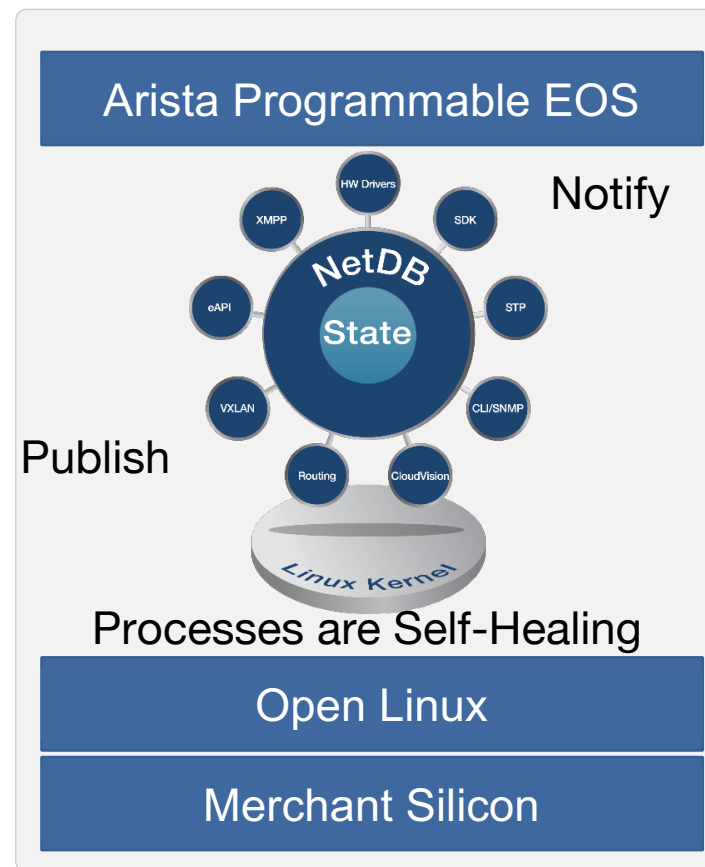 Arista Programmable EOS
HW Drivers
Notify
XMPP
SDK
NetDB
eAPI
State
STP
VXLAN
CLI/SNMP
Publish
Routing
CloudVision
Linux Kernel
Processes are Self-Healing
Open Linux
Merchant Silicon